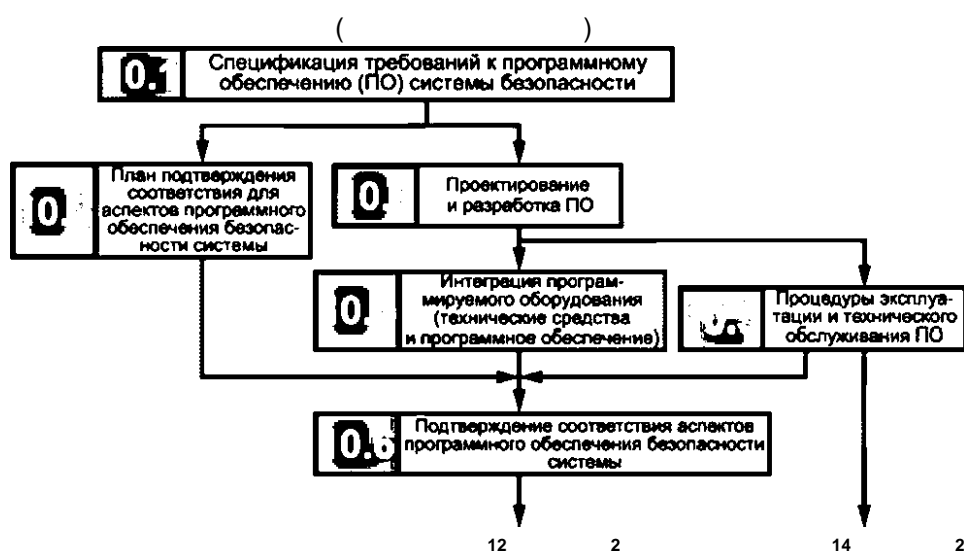 ( )
0.1
Спецификация требований к программному
обеспечению (ПО) системы безопасности
0
План подтверждения
соответствия для
аспектов программного
обеспечения безопас-
ности системы
0
Проектирование
и разработка ПО
0
Интеграция програм-
мируемого оборудования
(технические средства
и программное обеспечение)
Процедуры эксплуа-
тации и технического
обслуживания ПО
0.6
Подтверждение соответствия аспектов
программного обеспечения безопасности
системы
12 2 14 2